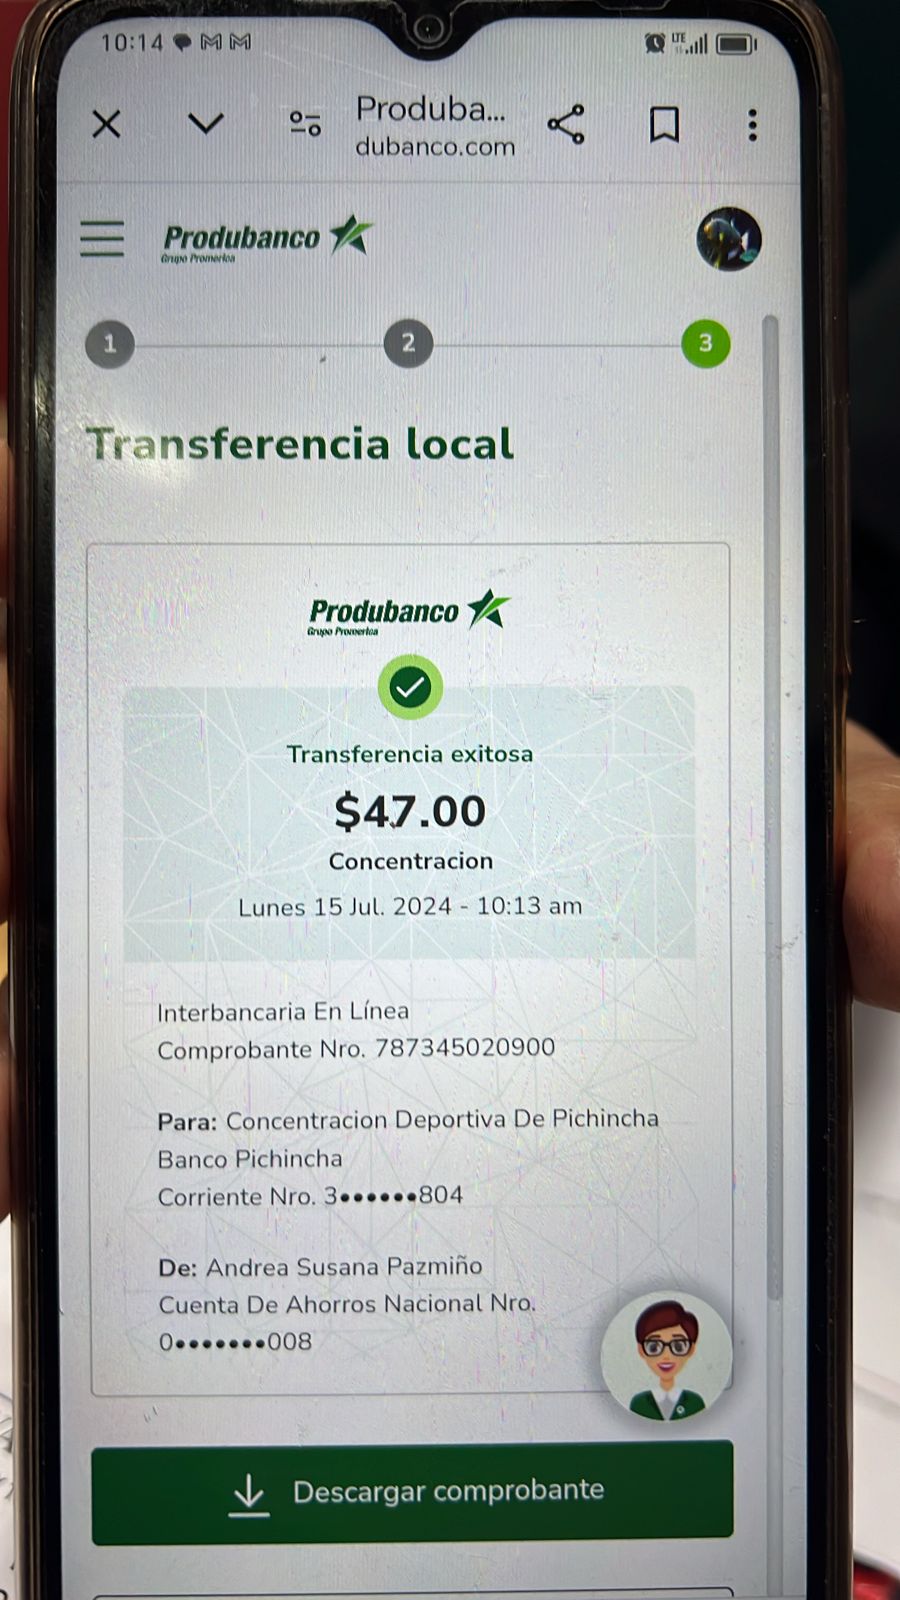 10:14
LTE
Produba...
dubanco.com
Produbanco
Grupo Promerica
1
2
3
Transferencia local
Produbanco
Grupo Promerica
Transferencia exitosa
$47.00
Concentracion
Lunes 15 Jul. 2024 - 10:13 am
Interbancaria En Línea
Comprobante Nro. 787345020900
Para: Concentracion Deportiva De Pichincha
Banco Pichincha
Corriente Nro. 3••••••804
De: Andrea Susana Pazmiño
Cuenta De Ahorros Nacional Nro.
0•••••••008
Descargar comprobante